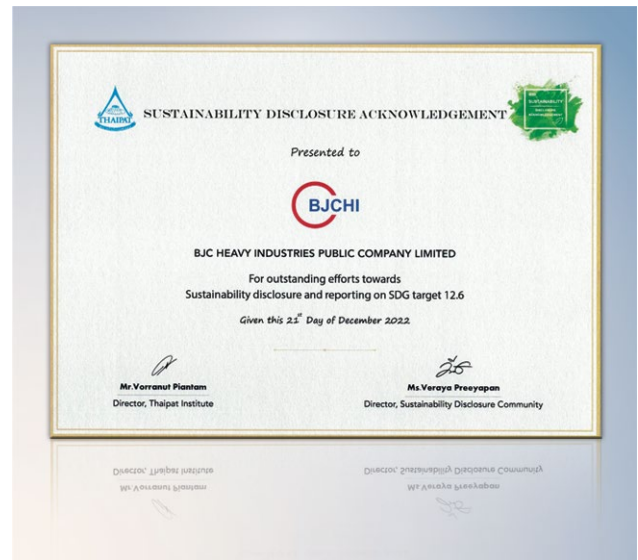 THAIPAT
SUSTAINABILITY DISCLOSURE ACKNOWLEDGEMENT
SUSTAINABILITY
Presented to
BJCHI
BJC HEAVY INDUSTRIES PUBLIC COMPANY LIMITED
For outstanding efforts towards
Sustainability disclosure and reporting on SDG target 12.6
Given this 21st Day of December 2022
Mr.Vorranut Piantam
Director, Thaipat Institute
Ms.Veraya Preeyapan
Director, Sustainability Disclosure Community